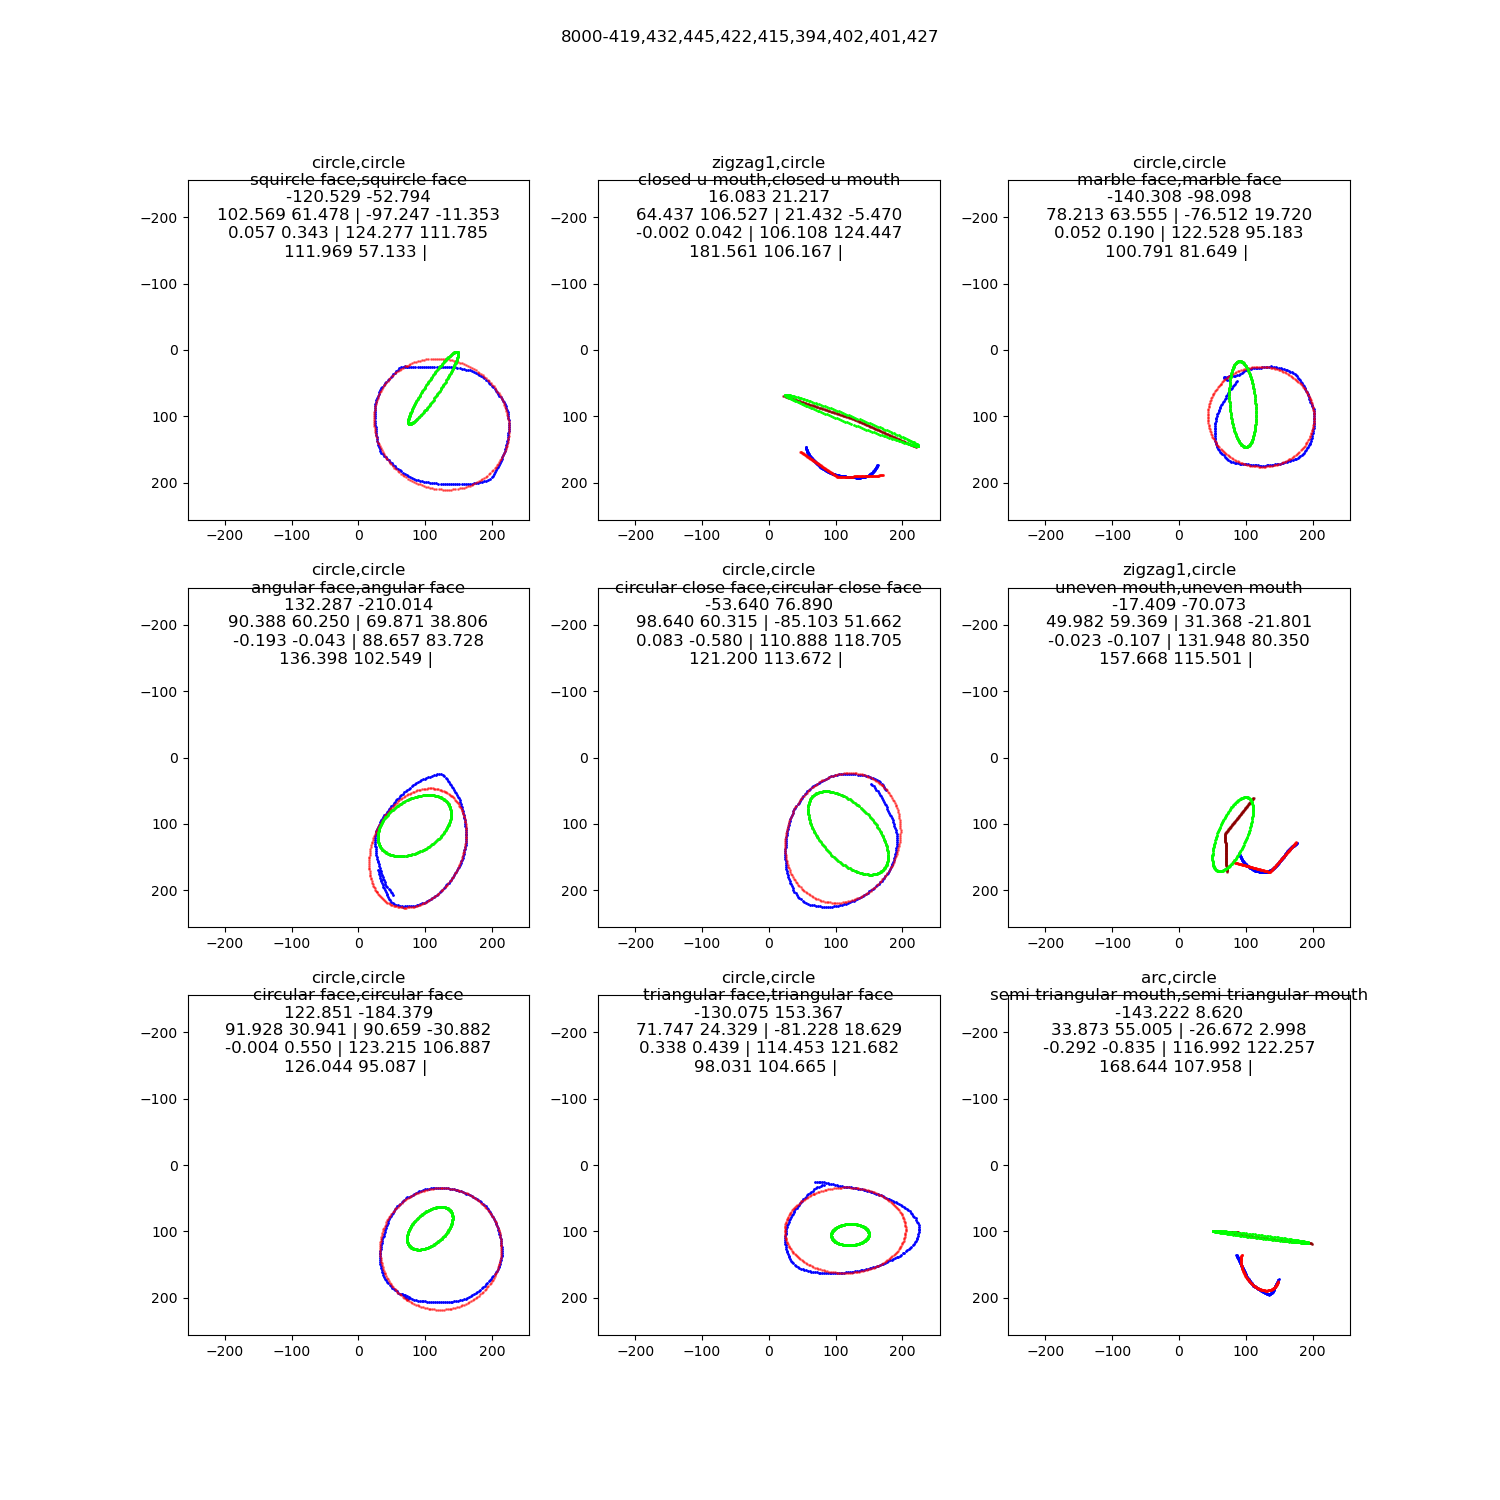 8000-419,432,445,422,415,394,402,401,427
circle,circle
squircle face,squircle face
-120.529 -52.794
102.569 61.478 | -97.247 -11.353
0.057 0.343 | 124.277 111.785
111.969 57.133 |
−200
−100
0
100
200
−200 −100 0 100 200
zigzag1,circle
closed u mouth,closed u mouth
16.083 21.217
64.437 106.527 | 21.432 -5.470
-0.002 0.042 | 106.108 124.447
181.561 106.167 |
−200
−100
0
100
200
−200 −100 0 100 200
circle,circle
marble face,marble face
-140.308 -98.098
78.213 63.555 | -76.512 19.720
0.052 0.190 | 122.528 95.183
100.791 81.649 |
−200
−100
0
100
200
−200 −100 0 100 200
circle,circle
angular face,angular face
132.287 -210.014
90.388 60.250 | 69.871 38.806
-0.193 -0.043 | 88.657 83.728
136.398 102.549 |
−200
−100
0
100
200
−200 −100 0 100 200
circle,circle
circular close face,circular close face
-53.640 76.890
98.640 60.315 | -85.103 51.662
0.083 -0.580 | 110.888 118.705
121.200 113.672 |
−200
−100
0
100
200
−200 −100 0 100 200
zigzag1,circle
uneven mouth,uneven mouth
-17.409 -70.073
49.982 59.369 | 31.368 -21.801
-0.023 -0.107 | 131.948 80.350
157.668 115.501 |
−200
−100
0
100
200
−200 −100 0 100 200
circle,circle
circular face,circular face
122.851 -184.379
91.928 30.941 | 90.659 -30.882
-0.004 0.550 | 123.215 106.887
126.044 95.087 |
−200
−100
0
100
200
−200 −100 0 100 200
circle,circle
triangular face,triangular face
-130.075 153.367
71.747 24.329 | -81.228 18.629
0.338 0.439 | 114.453 121.682
98.031 104.665 |
−200
−100
0
100
200
−200 −100 0 100 200
arc,circle
semi triangular mouth,semi triangular mouth
-143.222 8.620
33.873 55.005 | -26.672 2.998
-0.292 -0.835 | 116.992 122.257
168.644 107.958 |
−200
−100
0
100
200
−200 −100 0 100 200